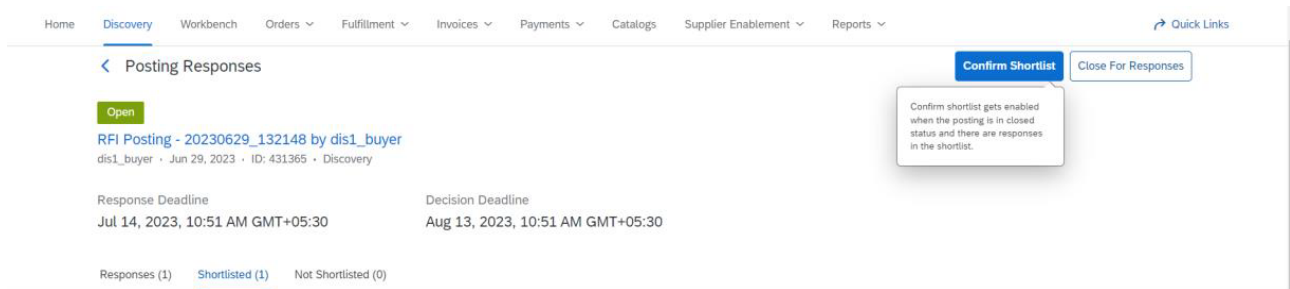 Home Discovery Workbench Orders Fulfillment Invoices Payments Catalogs Supplier Enablement Reports Quick Links
Posting Responses
Confirm Shortlist Close For Responses
Confirm shortlist gets enabled
when the posting is in closed
status and there are responses
in the shortlist.
Open
RFI Posting - 20230629_132148 by dis1_buyer
dis1_buyer · Jun 29, 2023 · ID: 431365 · Discovery
Response Deadline Decision Deadline
Jul 14, 2023, 10:51 AM GMT+05:30 Aug 13, 2023, 10:51 AM GMT+05:30
Responses (1) Shortlisted (1) Not Shortlisted (0)